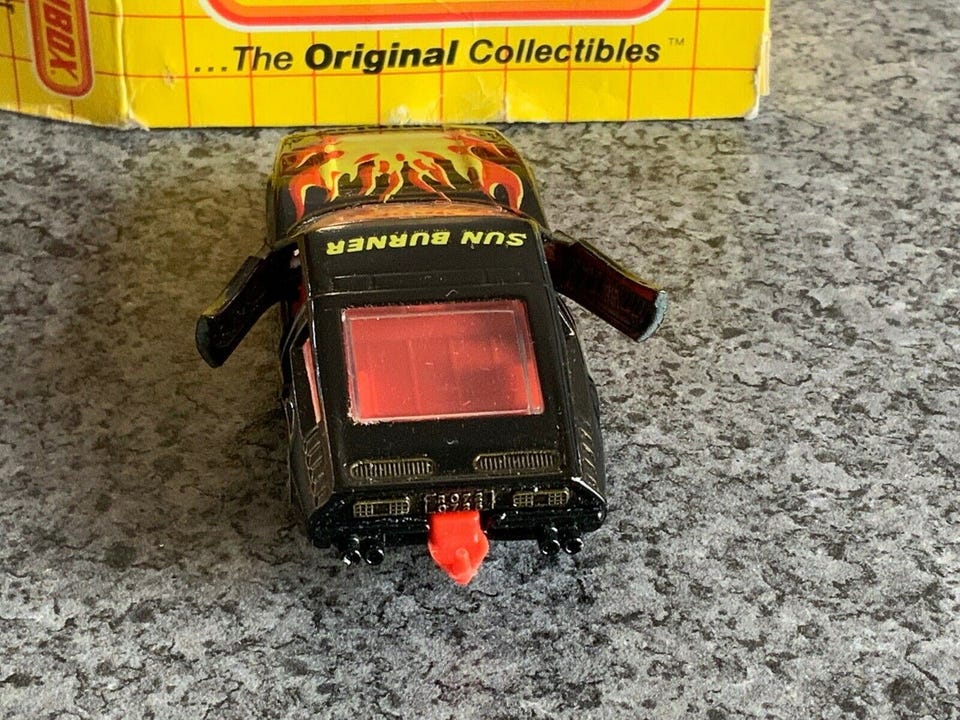 ...The Original Collectibles™
SUN BURNER